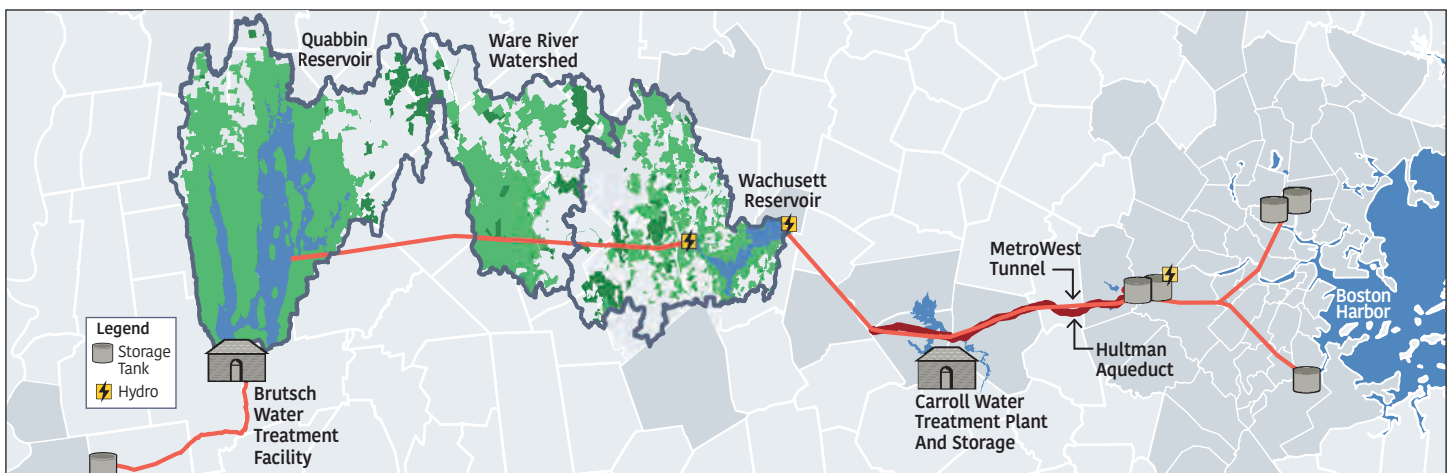 Quabbin
Reservoir
Ware River
Watershed
Wachusett
Reservoir
MetroWest
Tunnel
Boston
Harbor
Hultman
Aqueduct
Legend
Storage
Tank
Hydro
Brutsch
Water
Treatment
Facility
Carroll Water
Treatment Plant
And Storage